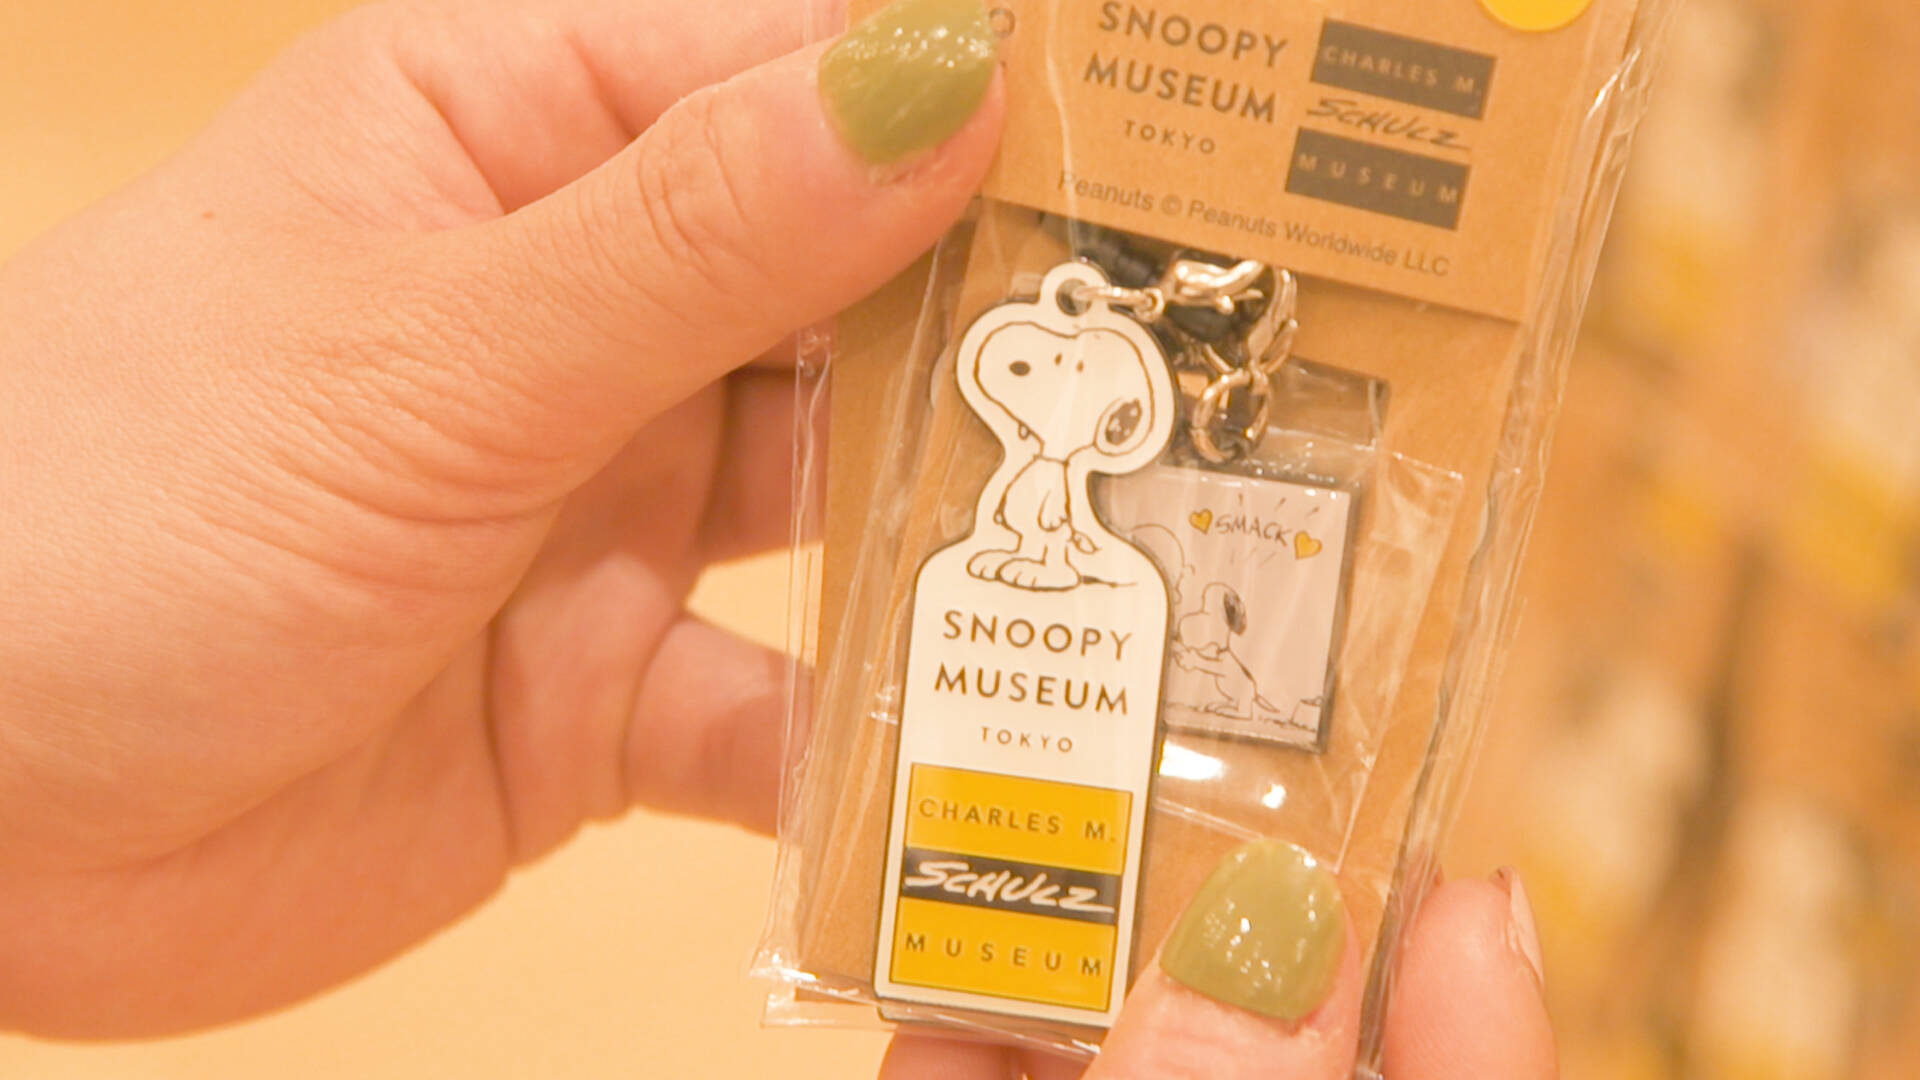 SNOOPY
MUSEUM
TOKYO
CHARLES M.
SCHULZ
MUSEUM
Peanuts © Peanuts Worldwide LLC
SMACK
SNOOPY
MUSEUM
TOKYO
CHARLES M.
SCHULZ
MUSEUM